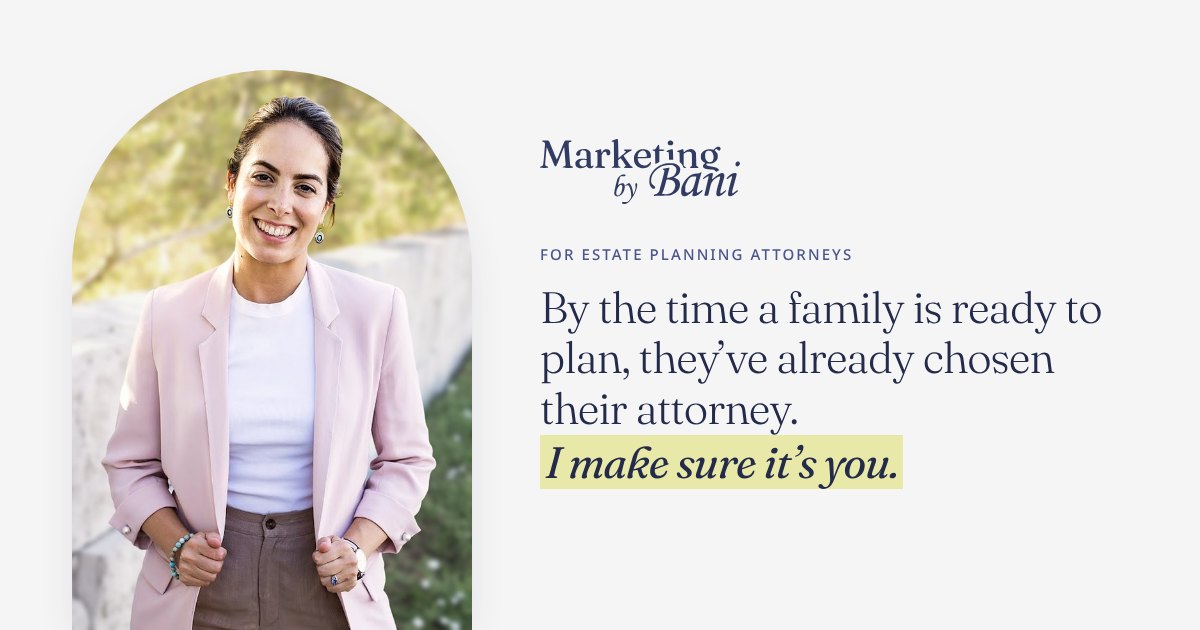 Marketing
by Bani
FOR ESTATE PLANNING ATTORNEYS
By the time a family is ready to
plan, they’ve already chosen
their attorney.
I make sure it’s you.